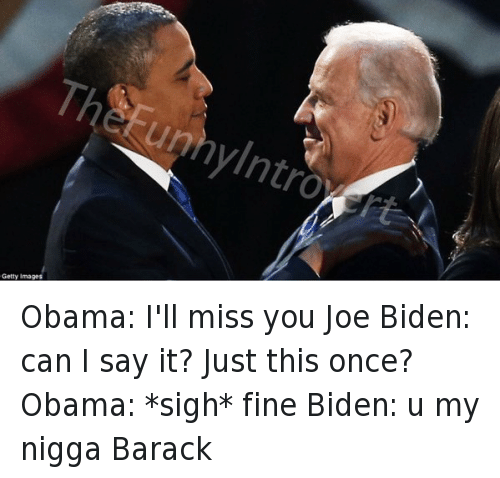 TheFunnyIntrovert
Getty Images
Obama: I'll miss you Joe Biden:
can I say it? Just this once?
Obama: *sigh* fine Biden: u my
nigga Barack